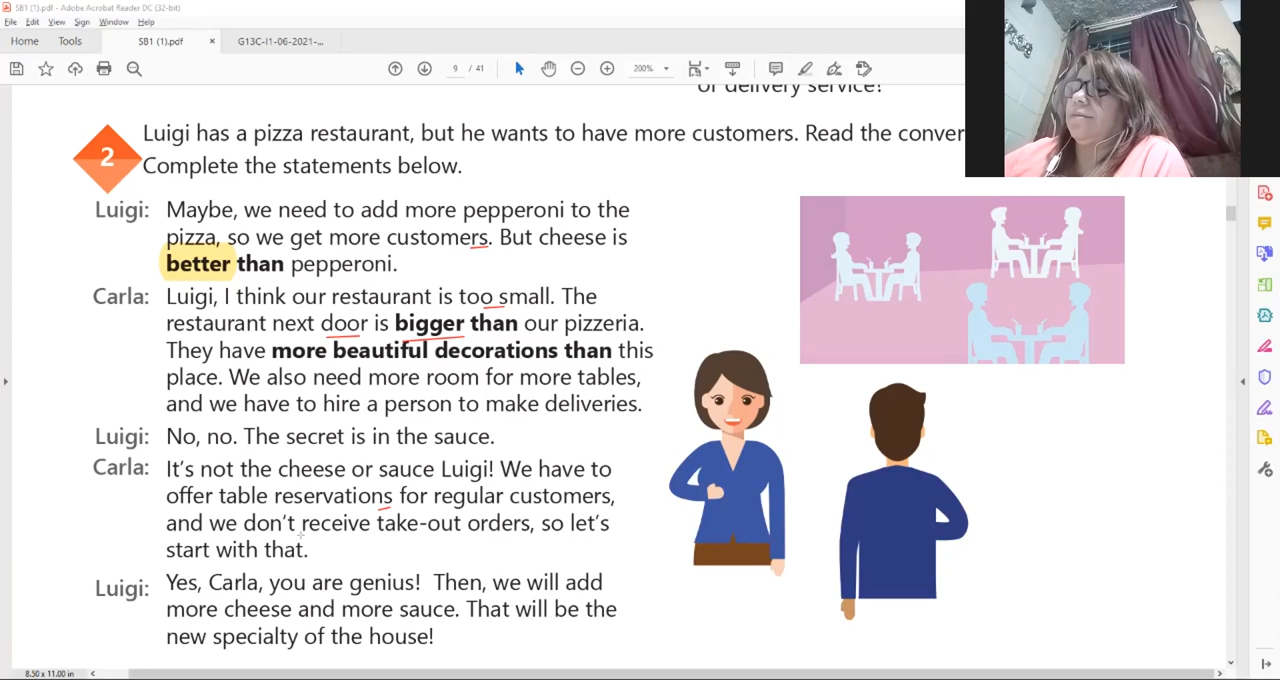 SB1 (1).pdf - Adobe Acrobat Reader DC (32-bit)
File Edit View Sign Window Help
Home Tools SB1 (1).pdf × G13C-I1-06-2021-...
9 / 41 200%
of delivery service!
2 Luigi has a pizza restaurant, but he wants to have more customers. Read the conver
Complete the statements below.
Luigi: Maybe, we need to add more pepperoni to the
pizza, so we get more customers. But cheese is
better than pepperoni.
Carla: Luigi, I think our restaurant is too small. The
restaurant next door is bigger than our pizzeria.
They have more beautiful decorations than this
place. We also need more room for more tables,
and we have to hire a person to make deliveries.
Luigi: No, no. The secret is in the sauce.
Carla: It's not the cheese or sauce Luigi! We have to
offer table reservations for regular customers,
and we don't receive take-out orders, so let's
start with that.
Luigi: Yes, Carla, you are genius! Then, we will add
more cheese and more sauce. That will be the
new specialty of the house!
8.50 x 11.00 in